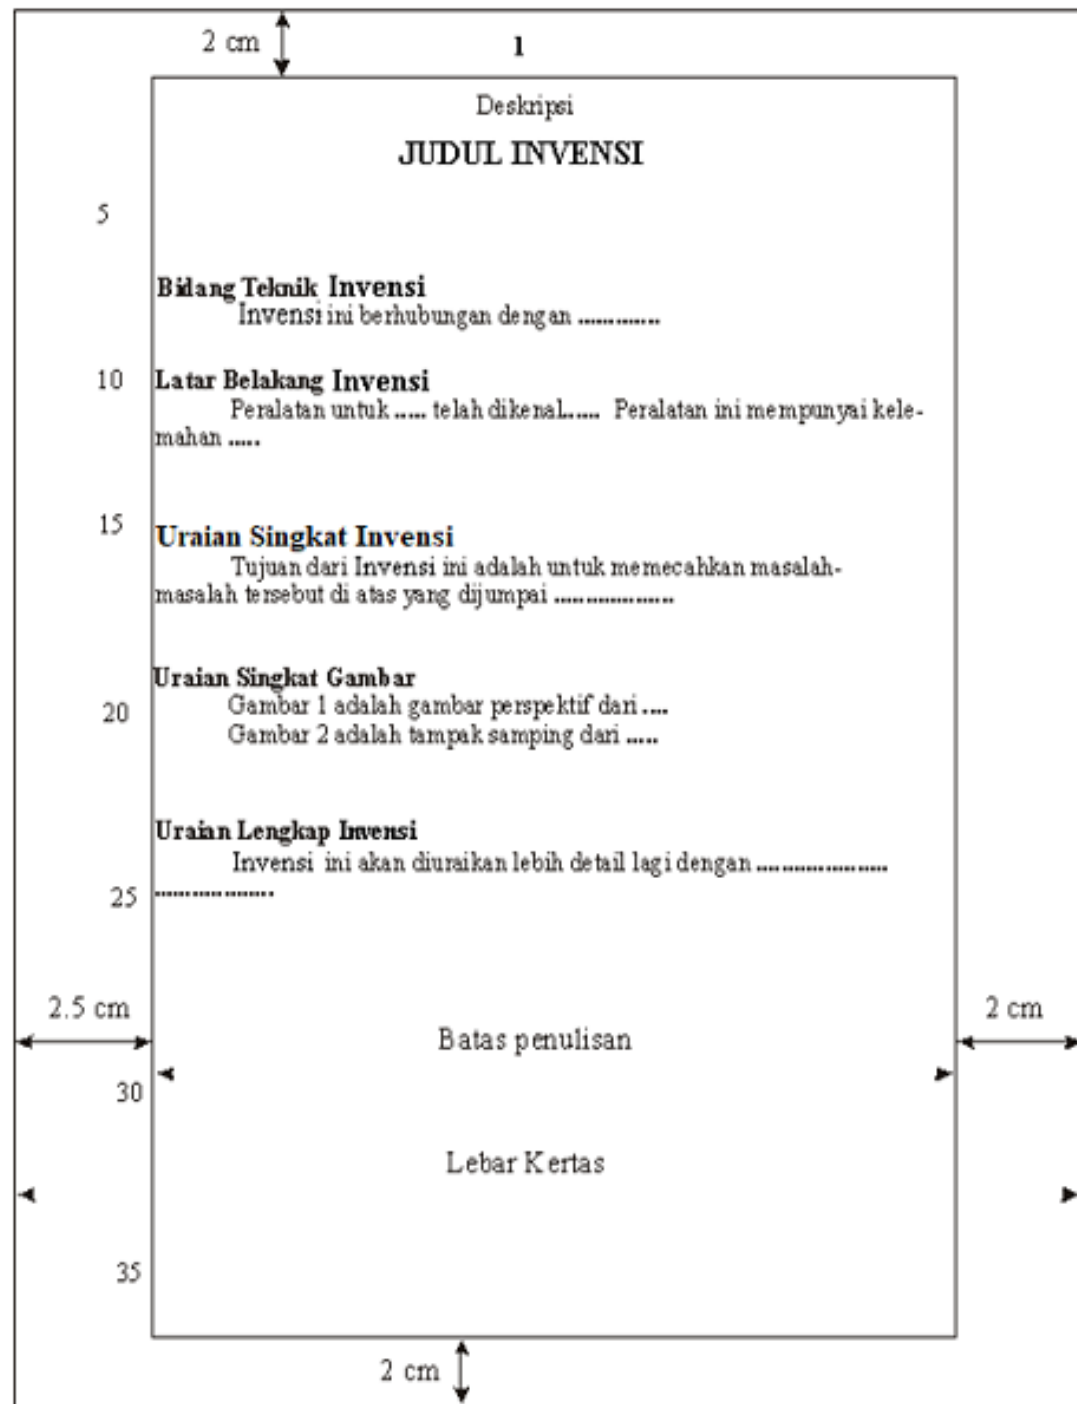 2 cm
1
Deskripsi
JUDUL INVENSI
5
Bidang Teknik Invensi
Invensi ini berhubungan dengan .............
10 Latar Belakang Invensi
Peralatan untuk ..... telah dikenal...... Peralatan ini mempunyai kele-
mahan .....
15
Uraian Singkat Invensi
Tujuan dari Invensi ini adalah untuk memecahkan masalah-
masalah tersebut di atas yang dijumpai ...................
Uraian Singkat Gambar
20 Gambar 1 adalah gambar perspektif dari ....
Gambar 2 adalah tampak samping dari .....
Uraian Lengkap Invensi
Invensi ini akan diuraikan lebih detail lagi dengan .....................
25 ...................
2.5 cm
2 cm
Batas penulisan
30
Lebar Kertas
35
2 cm